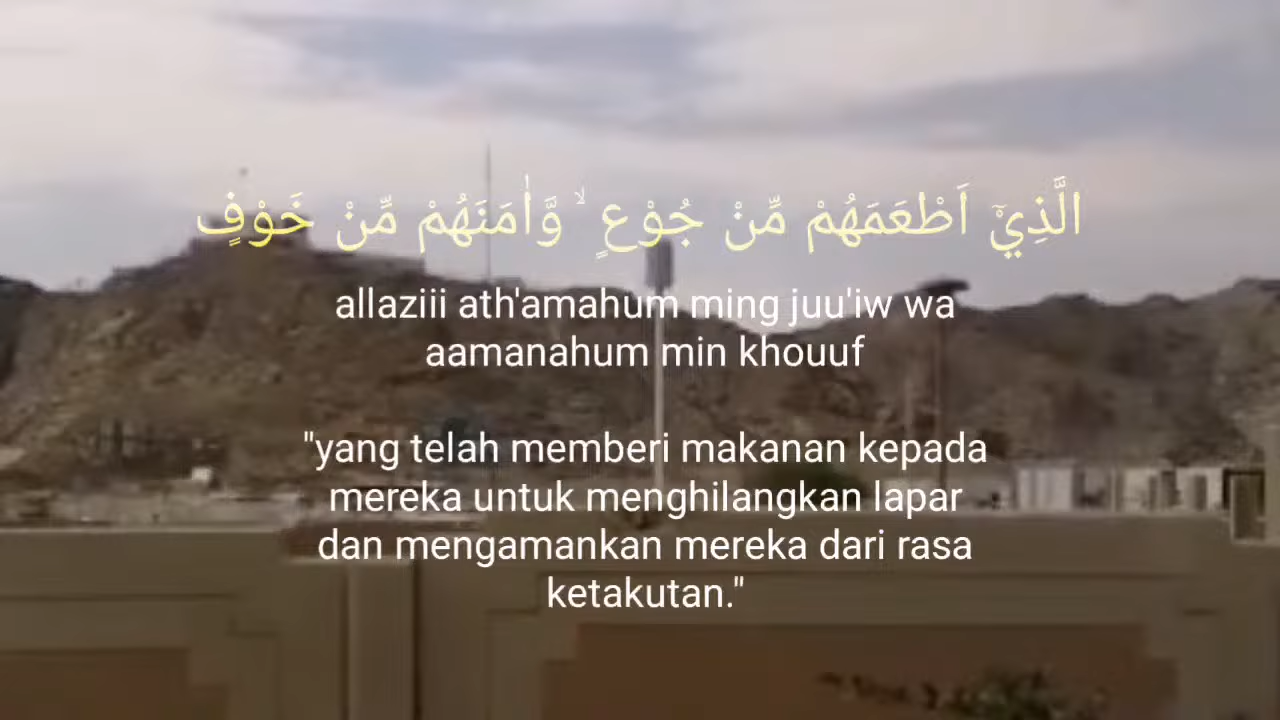 الَّذِيْٓ اَطْعَمَهُمْ مِّنْ جُوْعٍ ۙ وَّاٰمَنَهُمْ مِّنْ خَوْفٍ
allaziii ath'amahum ming juu'iw wa
aamanahum min khouuf
"yang telah memberi makanan kepada
mereka untuk menghilangkan lapar
dan mengamankan mereka dari rasa
ketakutan."